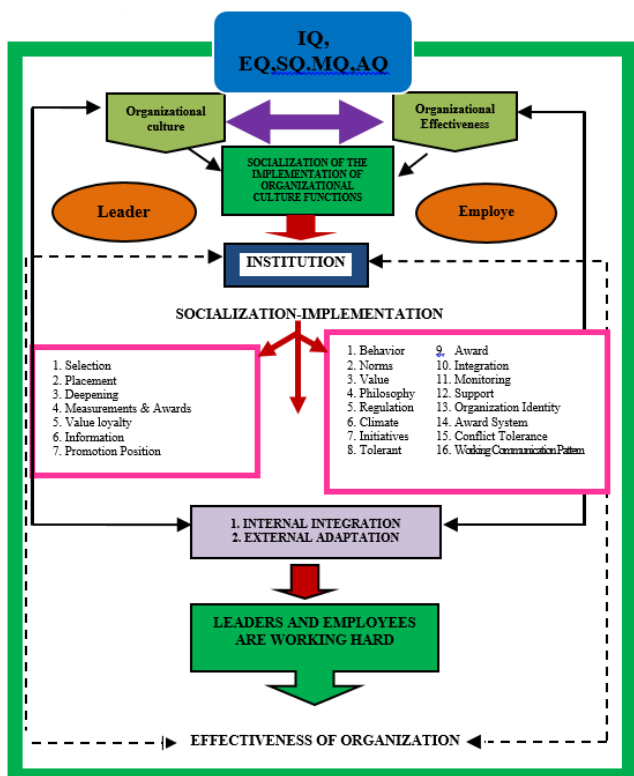 IQ,
EQ,SQ.MQ,AQ
Organizational
culture
Organizational
Effectiveness
SOCIALIZATION OF THE
IMPLEMENTATION OF
ORGANIZATIONAL
CULTURE FUNCTIONS
Leader
Employe
INSTITUTION
SOCIALIZATION-IMPLEMENTATION
1. Selection
2. Placement
3. Deepening
4. Measurements & Awards
5. Value loyalty
6. Information
7. Promotion Position
1. Behavior
2. Norms
3. Value
4. Philosophy
5. Regulation
6. Climate
7. Initiatives
8. Tolerant
9. Award
10. Integration
11. Monitoring
12. Support
13. Organization Identity
14. Award System
15. Conflict Tolerance
16. Working Communication Pattern
1. INTERNAL INTEGRATION
2. EXTERNAL ADAPTATION
LEADERS AND EMPLOYEES
ARE WORKING HARD
EFFECTIVENESS OF ORGANIZATION